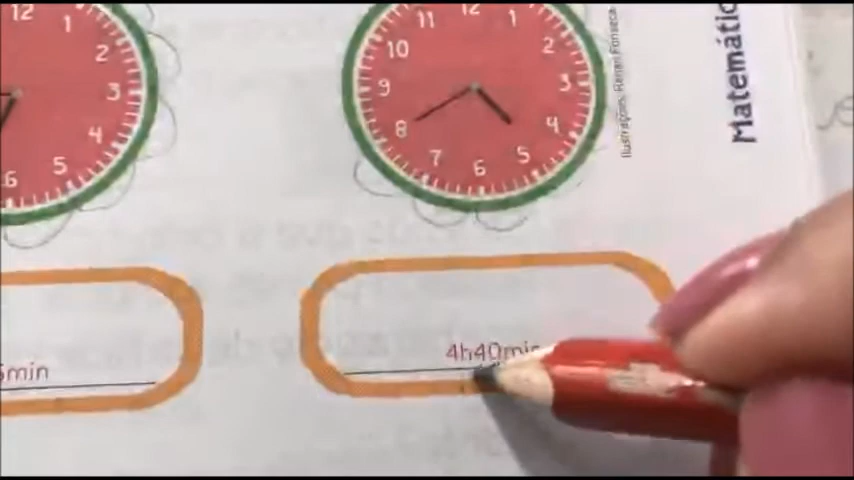 12 1 2 3 4 5 6
11 12 1 2 3 4 5 6 7 8 9 10
Ilustrações: Renan Fonseca
Matemátic
5min
4h40min